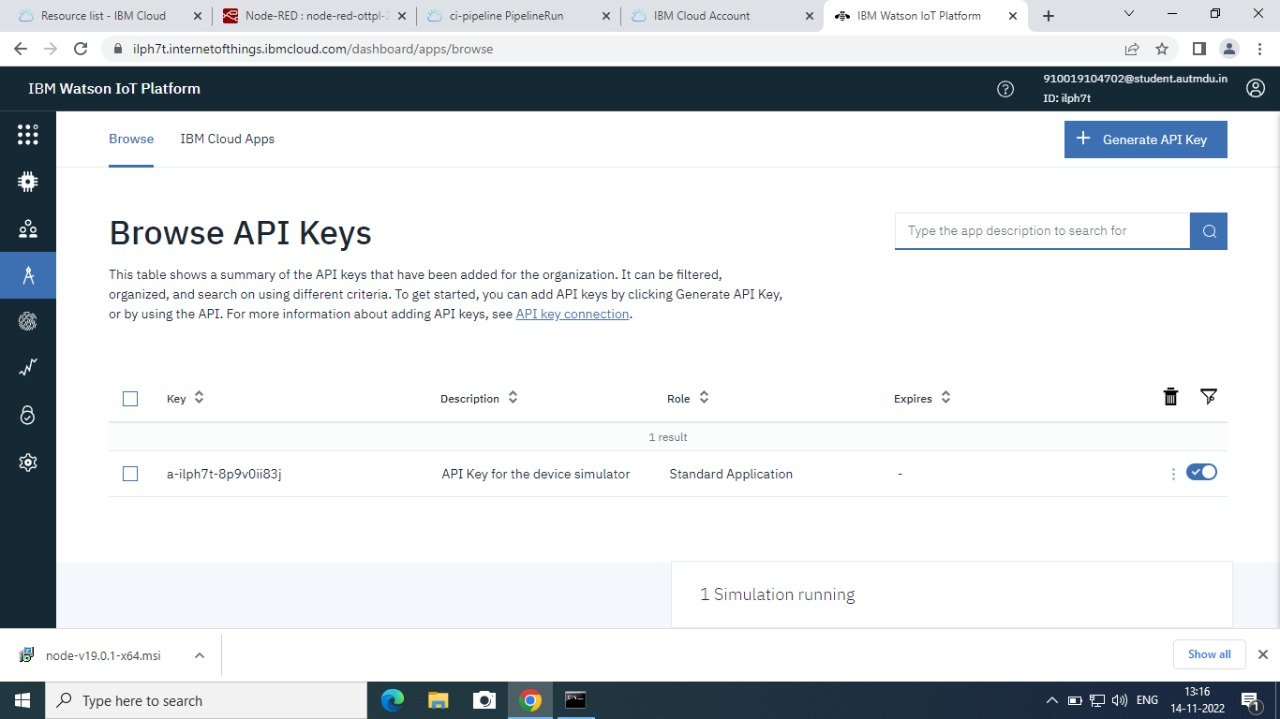 Resource list - IBM Cloud
Node-RED : node-red-ottpl-2
ci-pipeline PipelineRun
IBM Cloud Account
IBM Watson IoT Platform
ilph7t.internetofthings.ibmcloud.com/dashboard/apps/browse
IBM Watson IoT Platform
910019104702@student.autmdu.in
ID: ilph7t
Browse
IBM Cloud Apps
Generate API Key
Browse API Keys
Type the app description to search for
This table shows a summary of the API keys that have been added for the organization. It can be filtered,
organized, and search on using different criteria. To get started, you can add API keys by clicking Generate API Key,
or by using the API. For more information about adding API keys, see API key connection.
Key
Description
Role
Expires
1 result
a-ilph7t-8p9v0ii83j
API Key for the device simulator
Standard Application
-
1 Simulation running
node-v19.0.1-x64.msi
Show all
Type here to search
ENG
13:16
14-11-2022
1